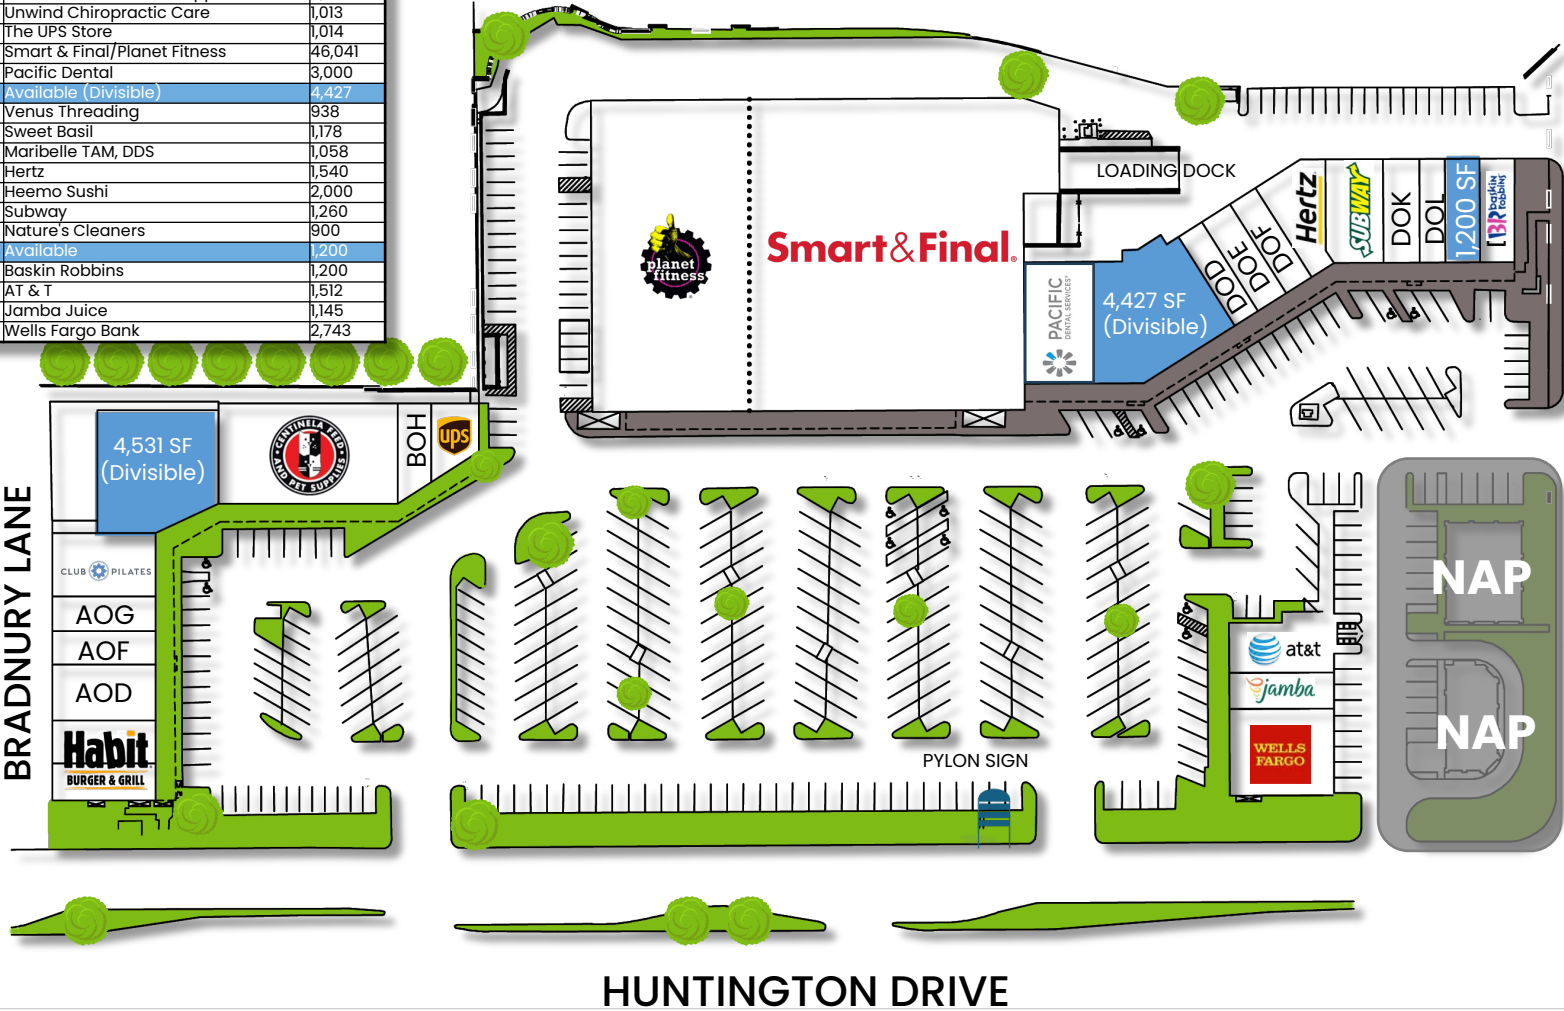 Unwind Chiropractic Care 1,013
The UPS Store 1,014
Smart & Final/Planet Fitness 46,041
Pacific Dental 3,000
Available (Divisible) 4,427
Venus Threading 938
Sweet Basil 1,178
Maribelle TAM, DDS 1,058
Hertz 1,540
Heemo Sushi 2,000
Subway 1,260
Nature's Cleaners 900
Available 1,200
Baskin Robbins 1,200
AT & T 1,512
Jamba Juice 1,145
Wells Fargo Bank 2,743
LOADING DOCK
Hertz
SUBWAY
DOK
DOL
1,200 SF
BR baskin robbins
DOD
DOE
DOF
planet fitness
Smart&Final.
PACIFIC
DENTAL SERVICES
4,427 SF
(Divisible)
4,531 SF
(Divisible)
CENTINELA FEED
AND PET SUPPLIES
BOH
ups
BRADNURY LANE
CLUB PILATES
AOG
AOF
AOD
Habit
BURGER & GRILL
NAP
at&t
jamba
WELLS
FARGO
NAP
PYLON SIGN
HUNTINGTON DRIVE